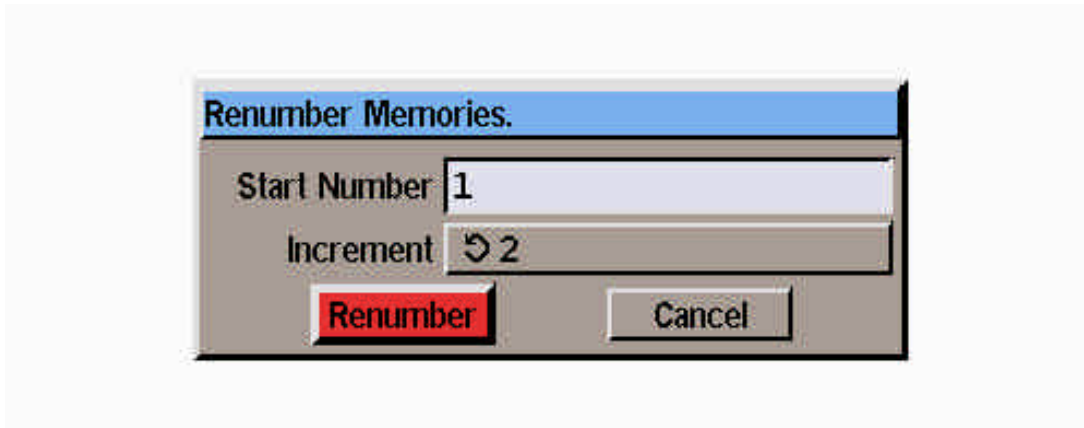 Renumber Memories.
Start Number 1
Increment 2
Renumber Cancel